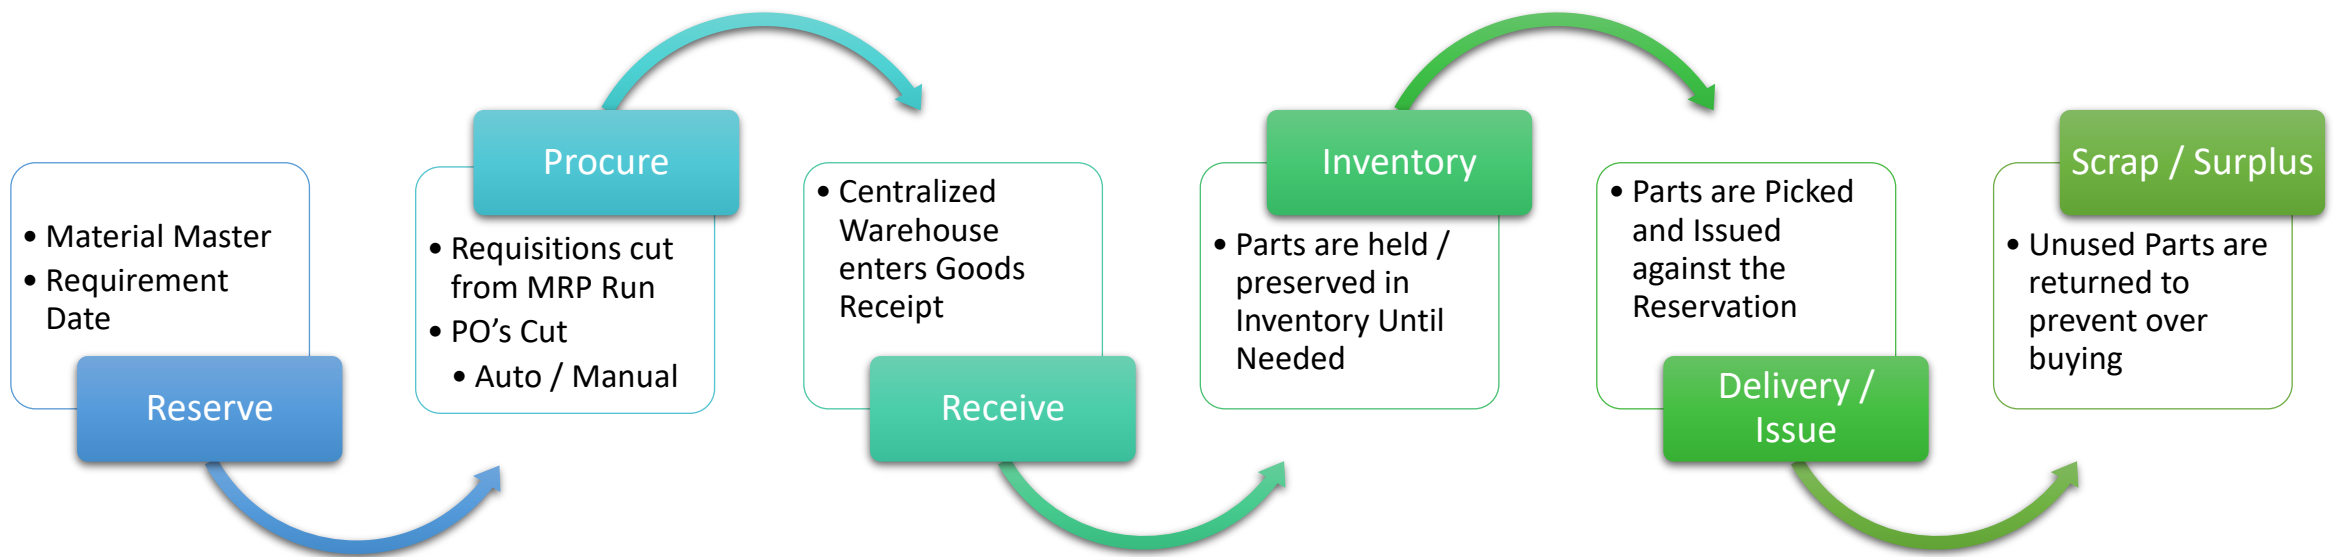 • Material Master
• Requirement
Date
Reserve
Procure
• Requisitions cut
from MRP Run
• PO’s Cut
• Auto / Manual
• Centralized
Warehouse
enters Goods
Receipt
Receive
Inventory
• Parts are held /
preserved in
Inventory Until
Needed
• Parts are Picked
and Issued
against the
Reservation
Delivery /
Issue
Scrap / Surplus
• Unused Parts are
returned to
prevent over
buying